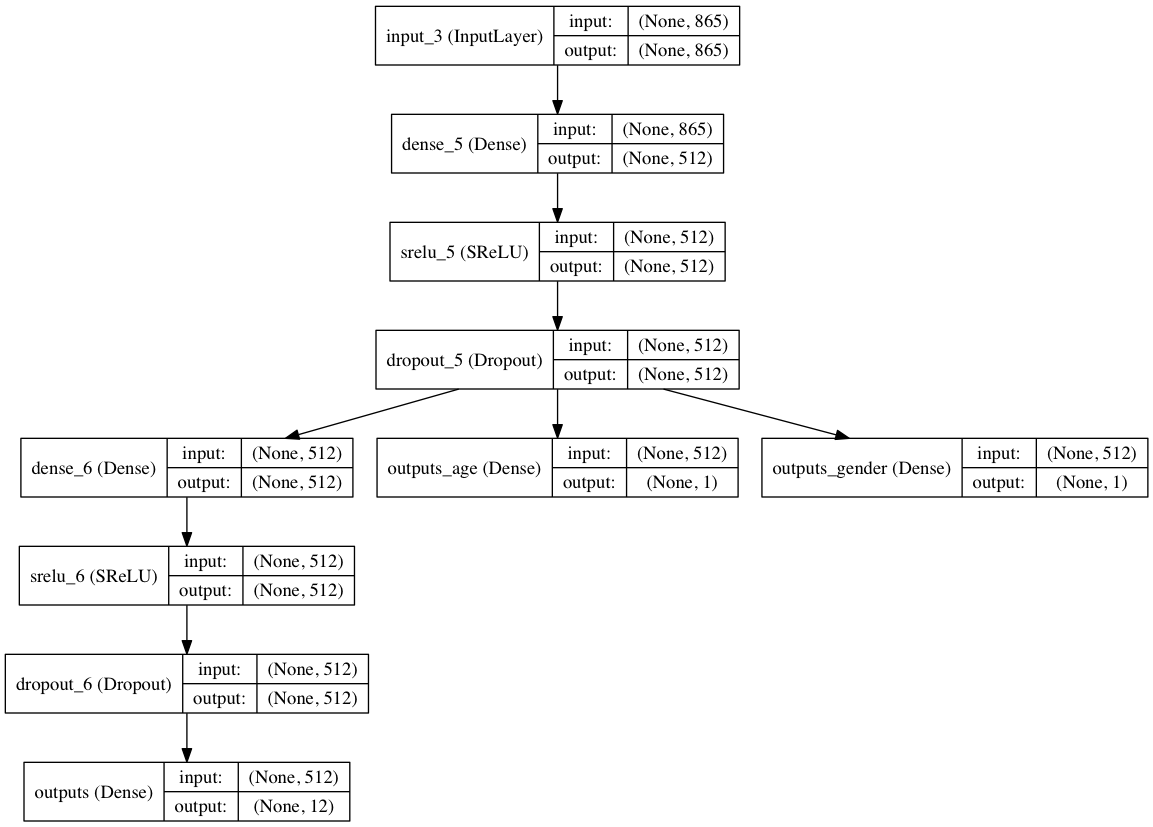 input_3 (InputLayer)
input: (None, 865)
output: (None, 865)
dense_5 (Dense)
input: (None, 865)
output: (None, 512)
srelu_5 (SReLU)
input: (None, 512)
output: (None, 512)
dropout_5 (Dropout)
input: (None, 512)
output: (None, 512)
dense_6 (Dense)
input: (None, 512)
output: (None, 512)
outputs_age (Dense)
input: (None, 512)
output: (None, 1)
outputs_gender (Dense)
input: (None, 512)
output: (None, 1)
srelu_6 (SReLU)
input: (None, 512)
output: (None, 512)
dropout_6 (Dropout)
input: (None, 512)
output: (None, 512)
outputs (Dense)
input: (None, 512)
output: (None, 12)